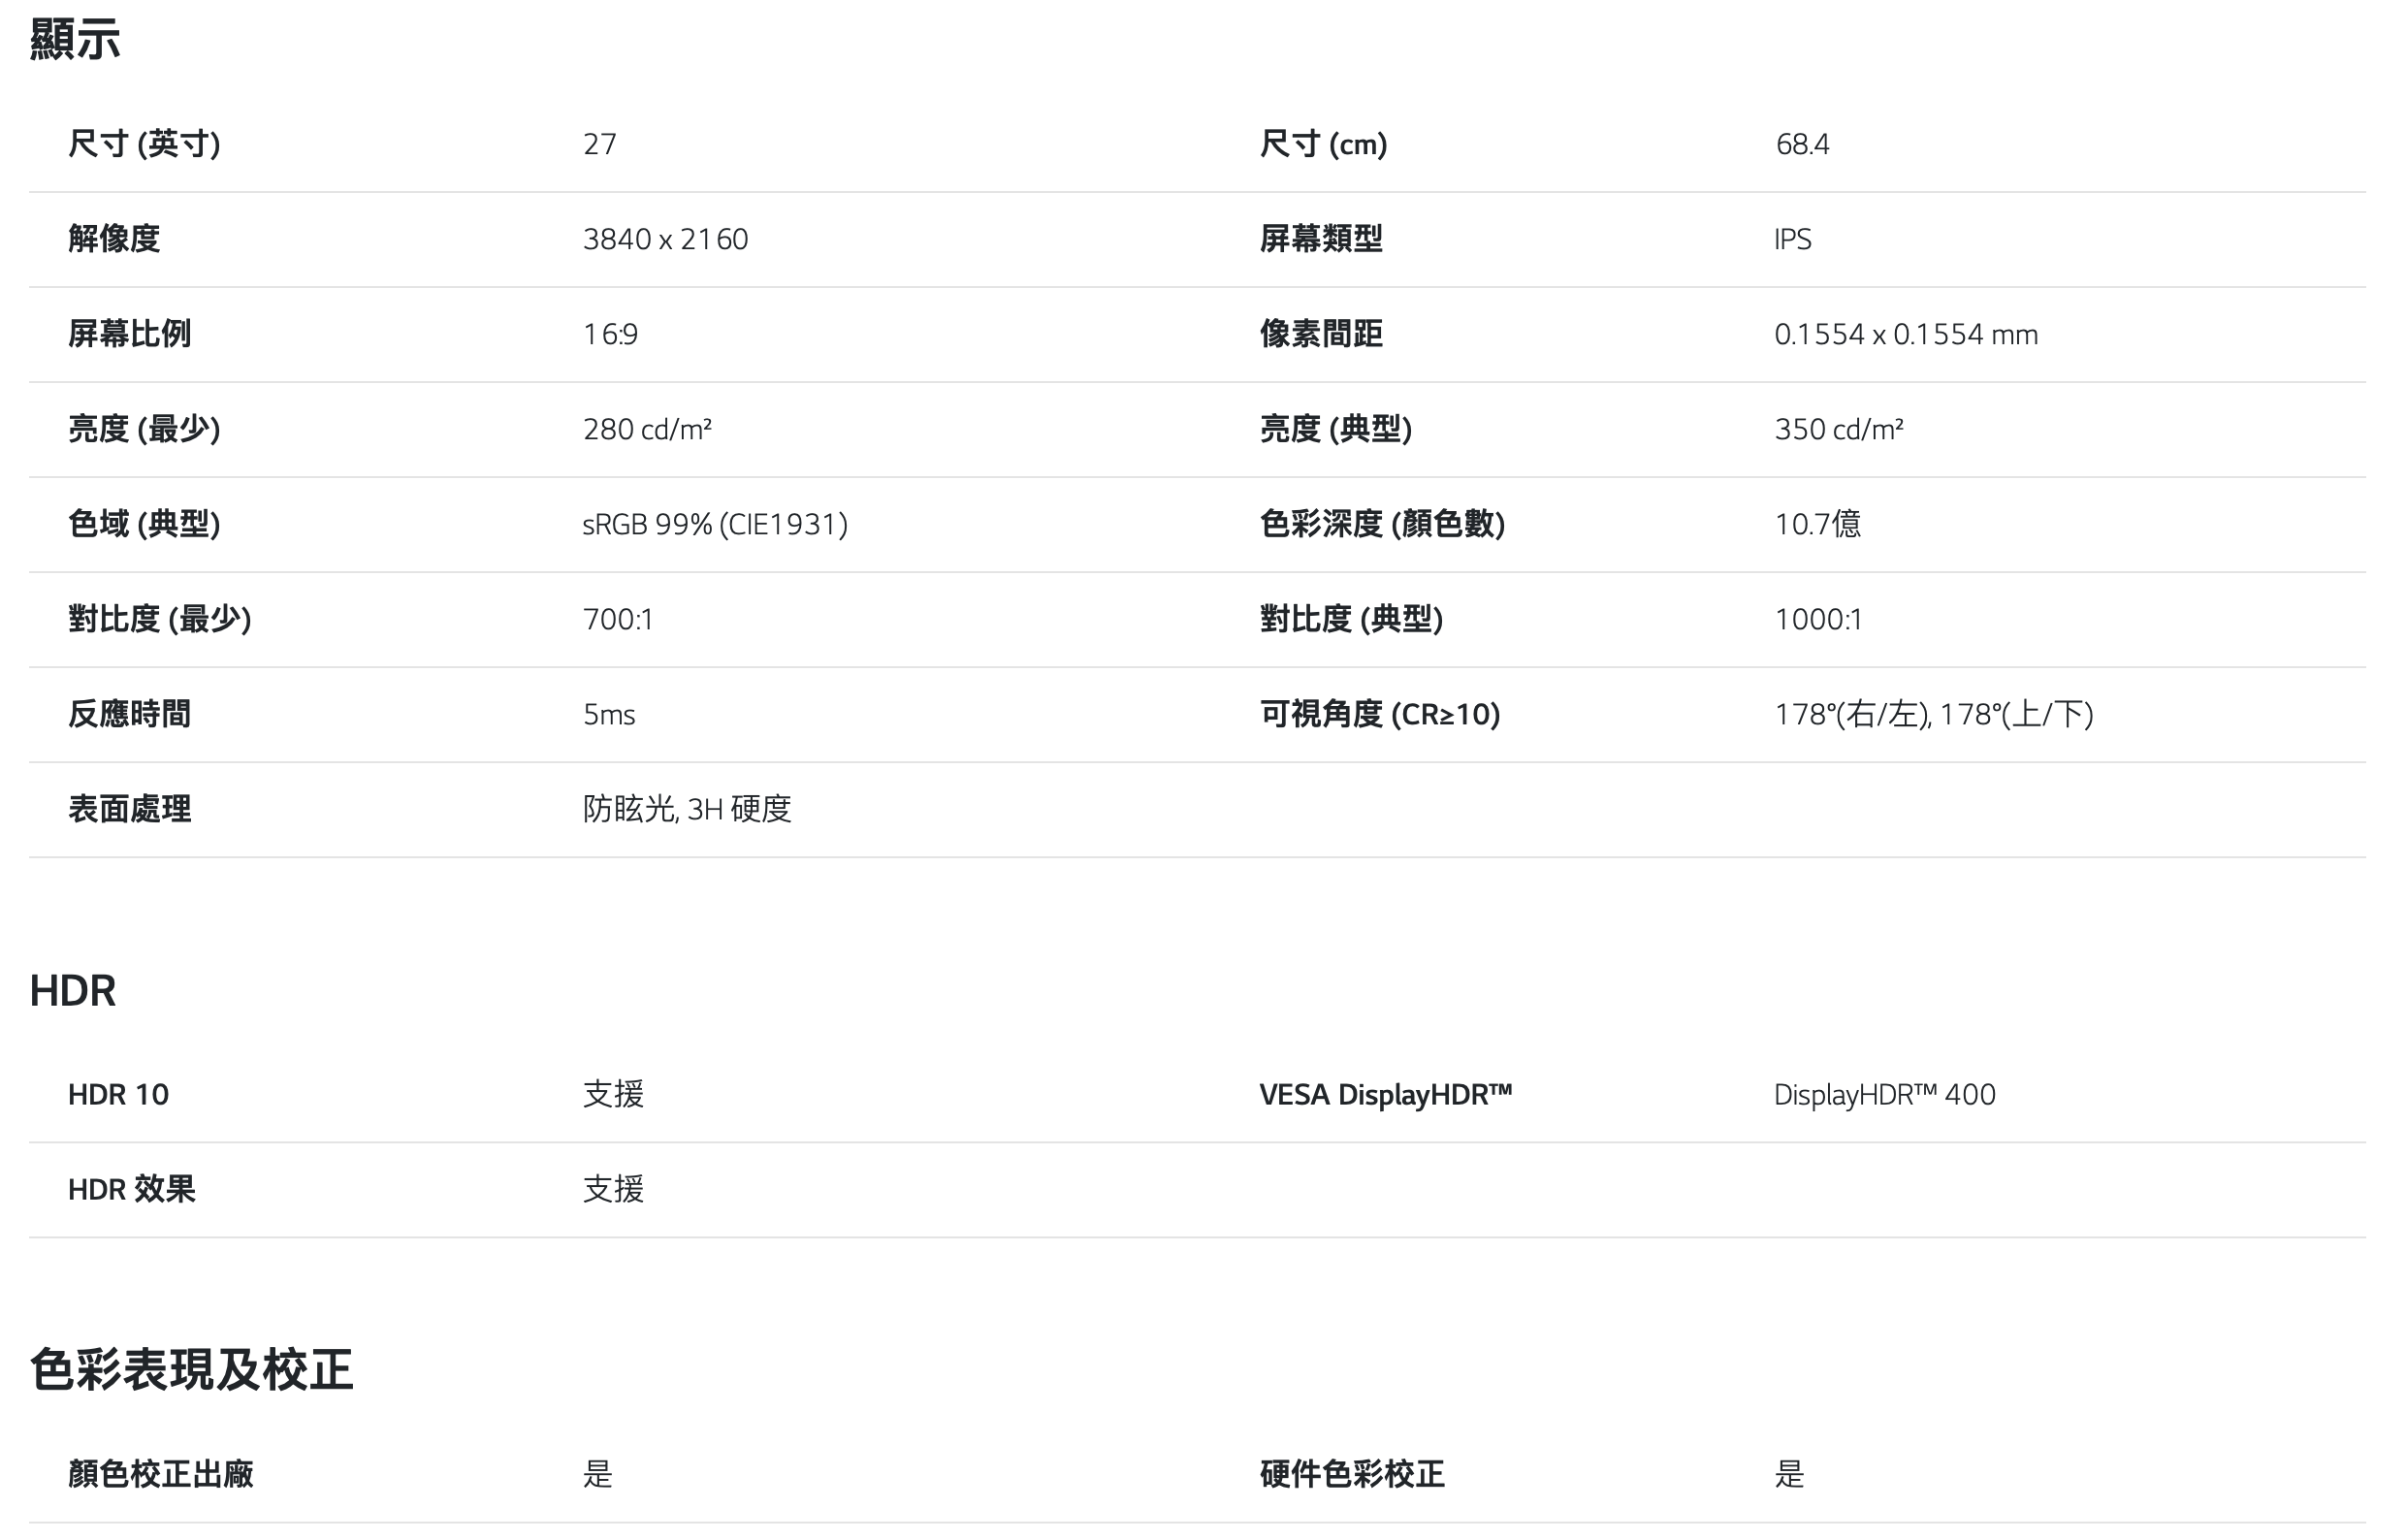 顯示
尺寸 (英寸) 27 尺寸 (cm) 68.4
解像度 3840 x 2160 屏幕類型 IPS
屏幕比例 16:9 像素間距 0.1554 x 0.1554 mm
亮度 (最少) 280 cd/m² 亮度 (典型) 350 cd/m²
色域 (典型) sRGB 99% (CIE1931) 色彩深度 (顏色數) 10.7億
對比度 (最少) 700:1 對比度 (典型) 1000:1
反應時間 5ms 可視角度 (CR≥10) 178°(右/左), 178°(上/下)
表面處理 防眩光, 3H 硬度
HDR
HDR 10 支援 VESA DisplayHDR™ DisplayHDR™ 400
HDR 效果 支援
色彩表現及校正
顏色校正出廠 是 硬件色彩校正 是